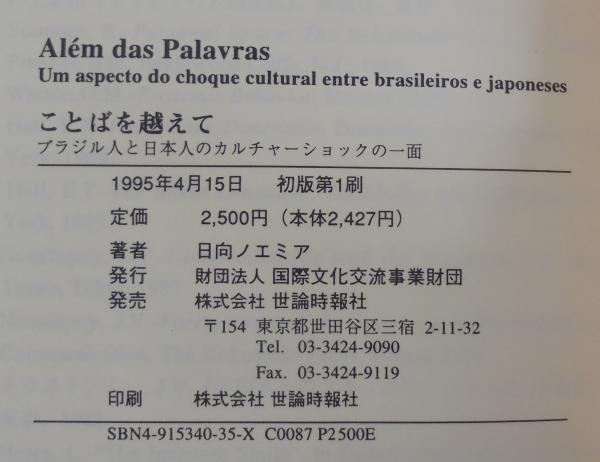 Além das Palavras
Um aspecto do choque cultural entre brasileiros e japoneses
ことばを越えて
ブラジル人と日本人のカルチャーショックの一面
1995年4月15日 初版第1刷
定価 2,500円（本体2,427円）
著者 日向ノエミア
発行 財団法人 国際文化交流事業財団
発売 株式会社 世論時報社
〒154 東京都世田谷区三宿 2-11-32
Tel. 03-3424-9090
Fax. 03-3424-9119
印刷 株式会社 世論時報社
SBN4-915340-35-X C0087 P2500E